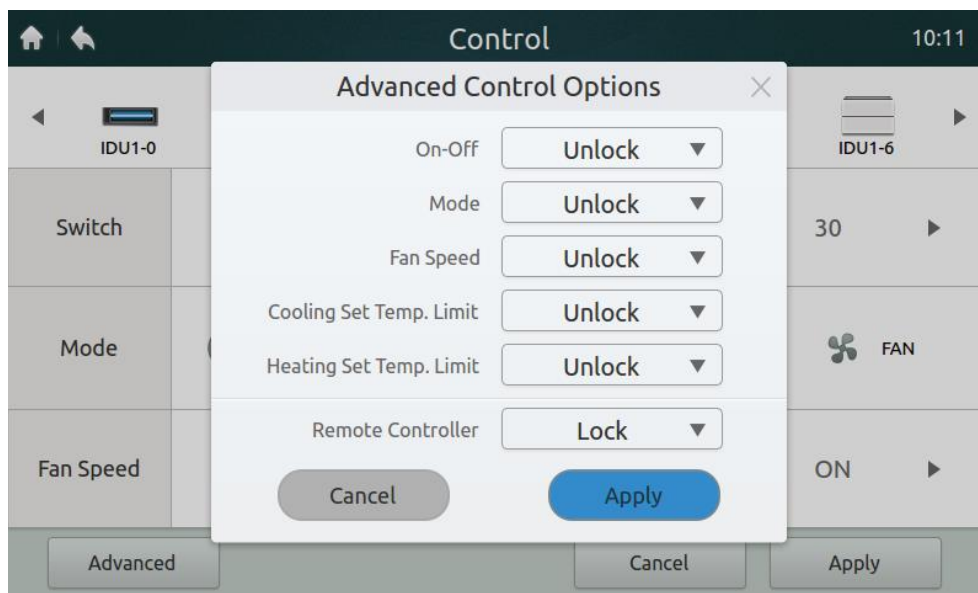 Control
10:11
Advanced Control Options
IDU1-0
IDU1-6
On-Off Unlock
Mode Unlock
Fan Speed Unlock
Cooling Set Temp. Limit Unlock
Heating Set Temp. Limit Unlock
Remote Controller Lock
Cancel Apply
Switch
30
Mode
FAN
Fan Speed
ON
Advanced Cancel Apply